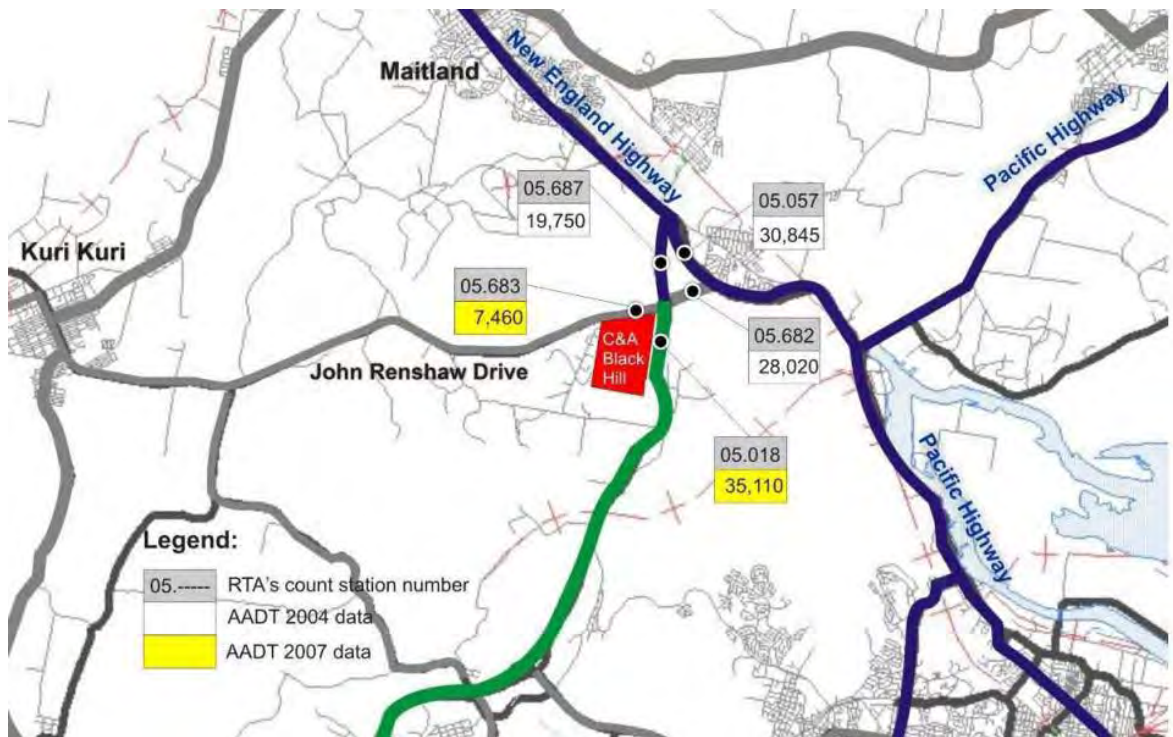 Maitland
New England Highway
Pacific Highway
05.687
19,750
05.057
30,845
Kuri Kuri
05.683
7,460
C&A
Black
Hill
05.682
28,020
John Renshaw Drive
05.018
35,110
Pacific Highway
Legend:
05.-----
RTA's count station number
AADT 2004 data
AADT 2007 data